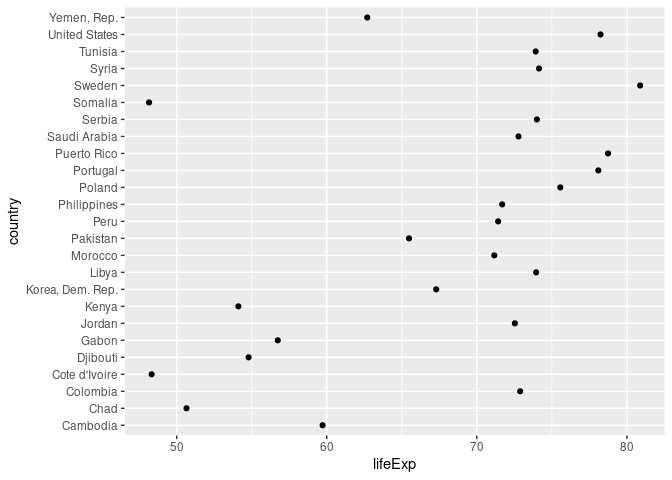 Yemen, Rep.
United States
Tunisia
Syria
Sweden
Somalia
Serbia
Saudi Arabia
Puerto Rico
Portugal
Poland
Philippines
Peru
Pakistan
Morocco
Libya
Korea, Dem. Rep.
Kenya
Jordan
Gabon
Djibouti
Cote d'Ivoire
Colombia
Chad
Cambodia
country
50 60 70 80
lifeExp